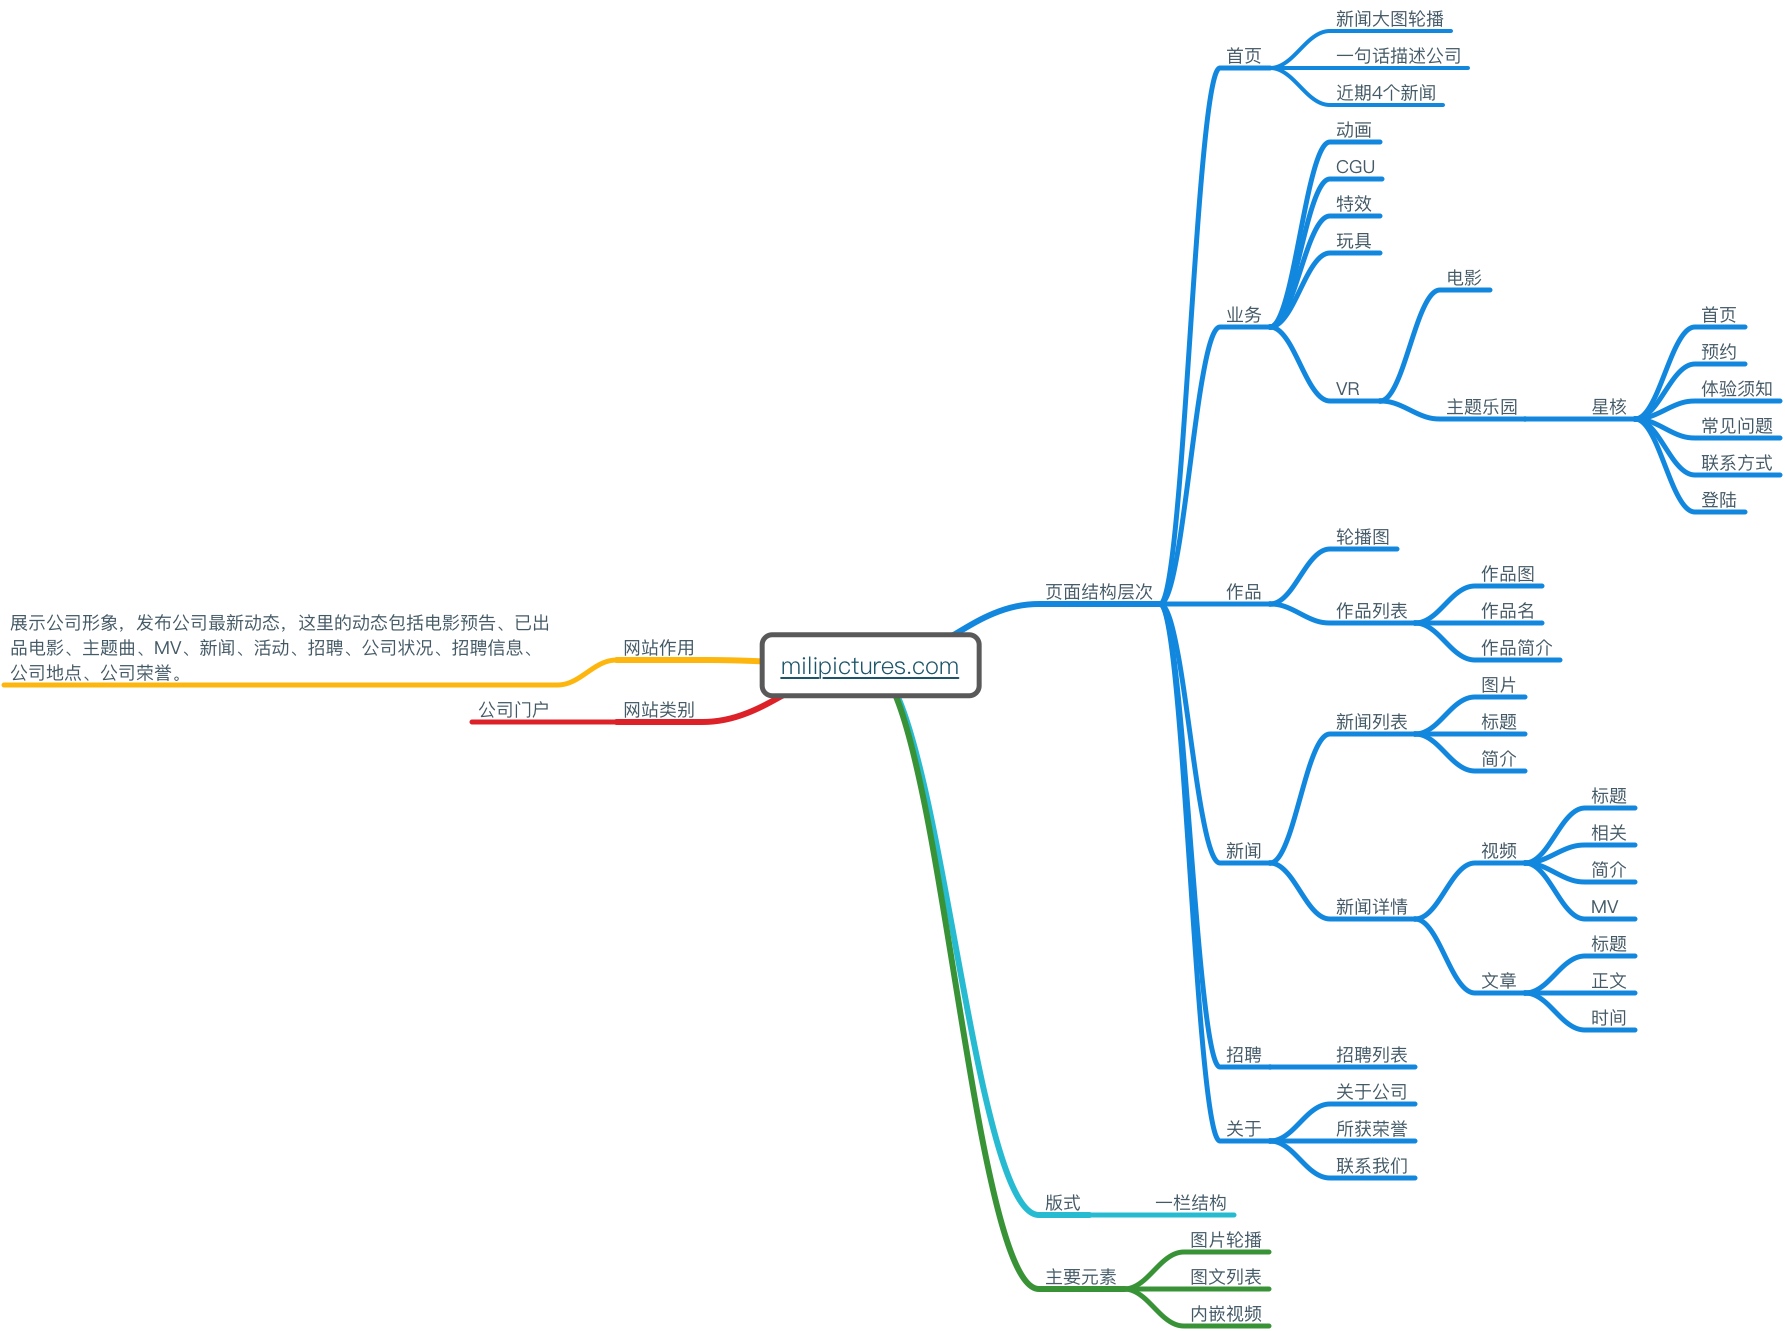 milipictures.com
页面结构层次
首页
新闻大图轮播
一句话描述公司
近期4个新闻
业务
动画
CGU
特效
玩具
VR
电影
主题乐园
星核
首页
预约
体验须知
常见问题
联系方式
登陆
作品
轮播图
作品列表
作品图
作品名
作品简介
新闻
新闻列表
图片
标题
简介
新闻详情
视频
标题
相关
简介
MV
文章
标题
正文
时间
招聘
招聘列表
关于
关于公司
所获荣誉
联系我们
版式
一栏结构
主要元素
图片轮播
图文列表
内嵌视频
网站作用
展示公司形象，发布公司最新动态，这里的动态包括电影预告、已出
品电影、主题曲、MV、新闻、活动、招聘、公司状况、招聘信息、
公司地点、公司荣誉。
网站类别
公司门户